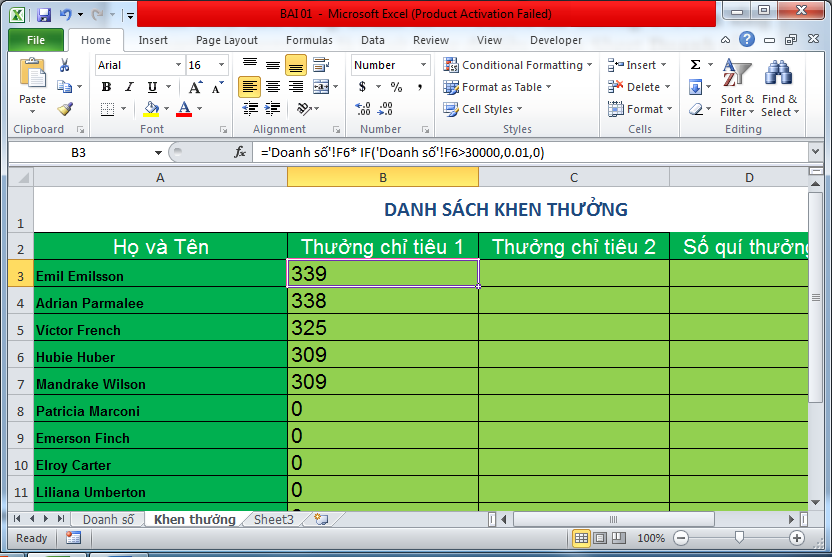 BAI 01 - Microsoft Excel (Product Activation Failed)
File Home Insert Page Layout Formulas Data Review View Developer
Arial 16 Number Conditional Formatting Insert Σ
Paste B I U A A $ % , Format as Table Delete Sort & Filter Find & Select
A Cell Styles Format
Clipboard Font Alignment Number Styles Cells Editing
B3 fx ='Doanh số'!F6* IF('Doanh số'!F6>30000,0.01,0)
A B C D
1 DANH SÁCH KHEN THƯỞNG
2 Họ và Tên Thưởng chỉ tiêu 1 Thưởng chỉ tiêu 2 Số quí thưởng
3 Emil Emilsson 339
4 Adrian Parmalee 338
5 Victor French 325
6 Hubie Huber 309
7 Mandrake Wilson 309
8 Patricia Marconi 0
9 Emerson Finch 0
10 Elroy Carter 0
11 Liliana Umberton 0
Doanh số Khen thưởng Sheet3
Ready 100%